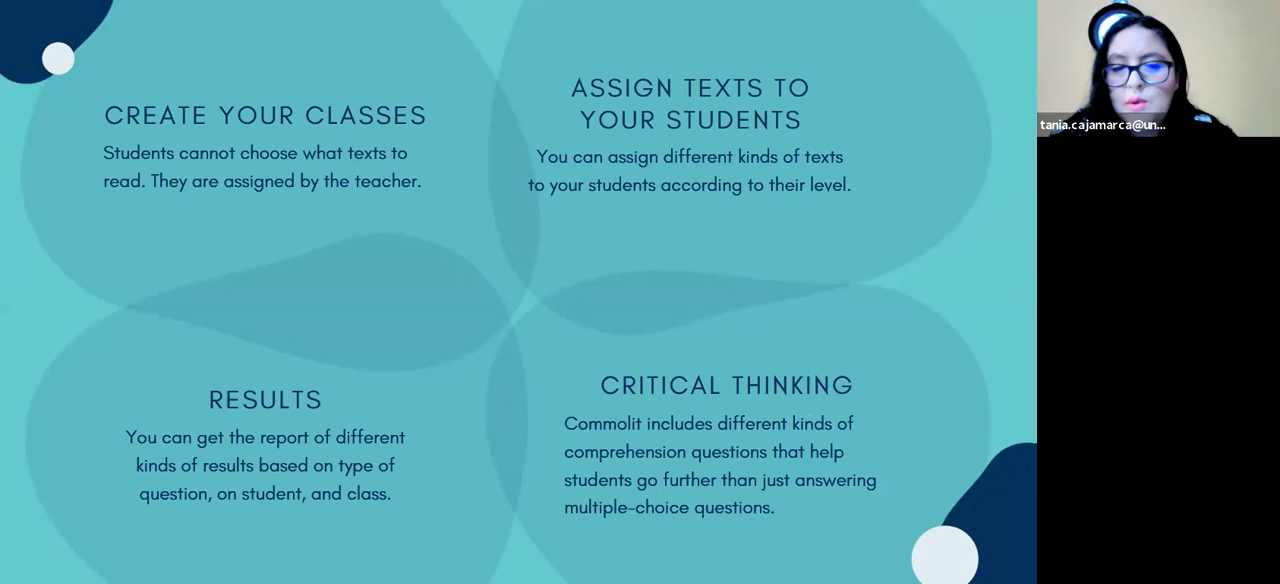 CREATE YOUR CLASSES
Students cannot choose what texts to
read. They are assigned by the teacher.
ASSIGN TEXTS TO
YOUR STUDENTS
You can assign different kinds of texts
to your students according to their level.
RESULTS
You can get the report of different
kinds of results based on type of
question, on student, and class.
CRITICAL THINKING
Commolit includes different kinds of
comprehension questions that help
students go further than just answering
multiple-choice questions.
tania.cajamarca@un...